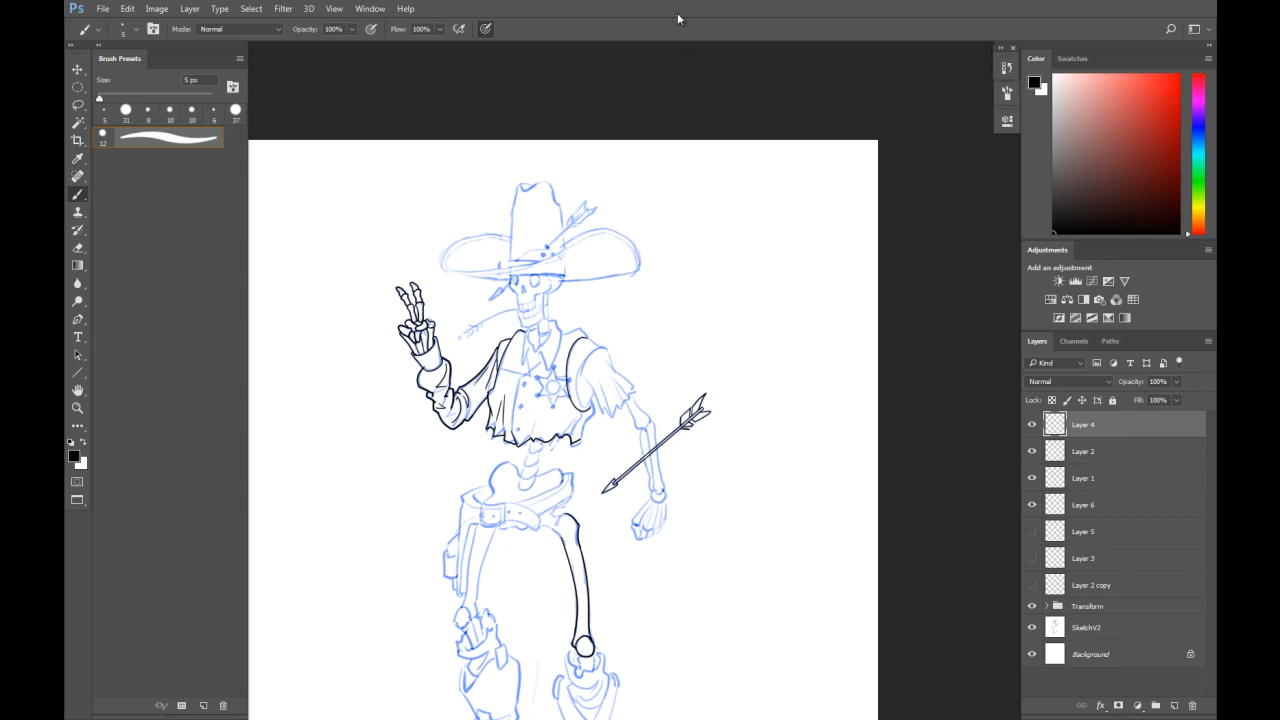 Ps File Edit Image Layer Type Select Filter 3D View Window Help
5 Mode: Normal Opacity: 100% Flow: 100%
Brush Presets
Size: 5 px
5 31 8 10 10 6 37
12
Color Swatches
Adjustments
Add an adjustment
Layers Channels Paths
Kind
Normal Opacity: 100%
Lock: Fill: 100%
Layer 4
Layer 2
Layer 1
Layer 6
Layer 5
Layer 3
Layer 2 copy
Transform
SketchV2
Background
fx